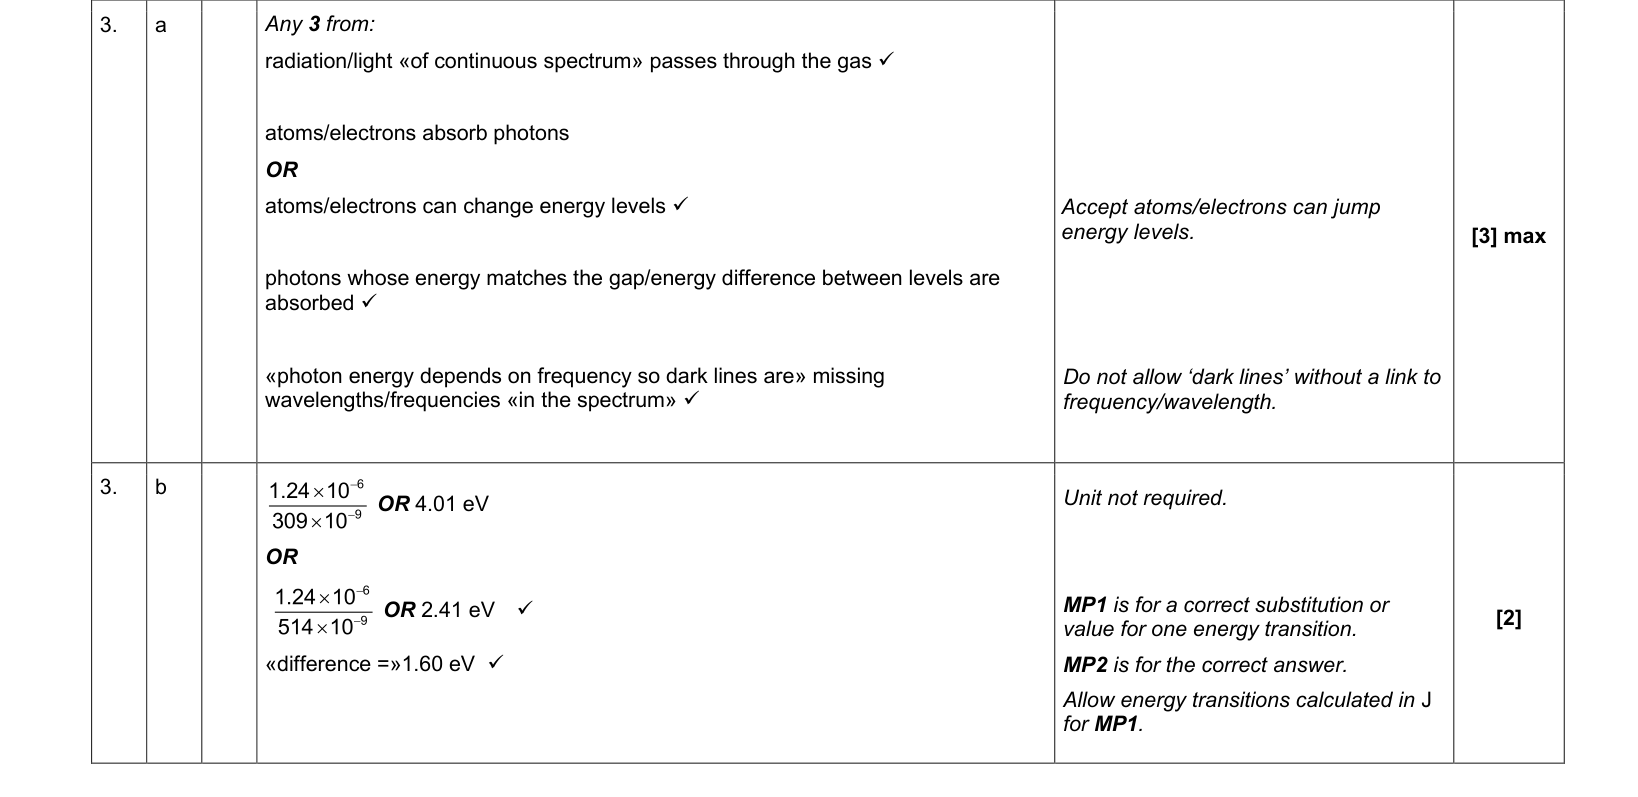 3. a Any 3 from:
radiation/light «of continuous spectrum» passes through the gas ✓
atoms/electrons absorb photons
OR
atoms/electrons can change energy levels ✓
Accept atoms/electrons can jump
energy levels.
[3] max
photons whose energy matches the gap/energy difference between levels are
absorbed ✓
«photon energy depends on frequency so dark lines are» missing
wavelengths/frequencies «in the spectrum» ✓
Do not allow ‘dark lines’ without a link to
frequency/wavelength.
3. b
1.24×10⁻⁶
309×10⁻⁹
OR 4.01 eV
Unit not required.
OR
1.24×10⁻⁶
514×10⁻⁹
OR 2.41 eV ✓
MP1 is for a correct substitution or
value for one energy transition.
[2]
«difference =»1.60 eV ✓
MP2 is for the correct answer.
Allow energy transitions calculated in J
for MP1.